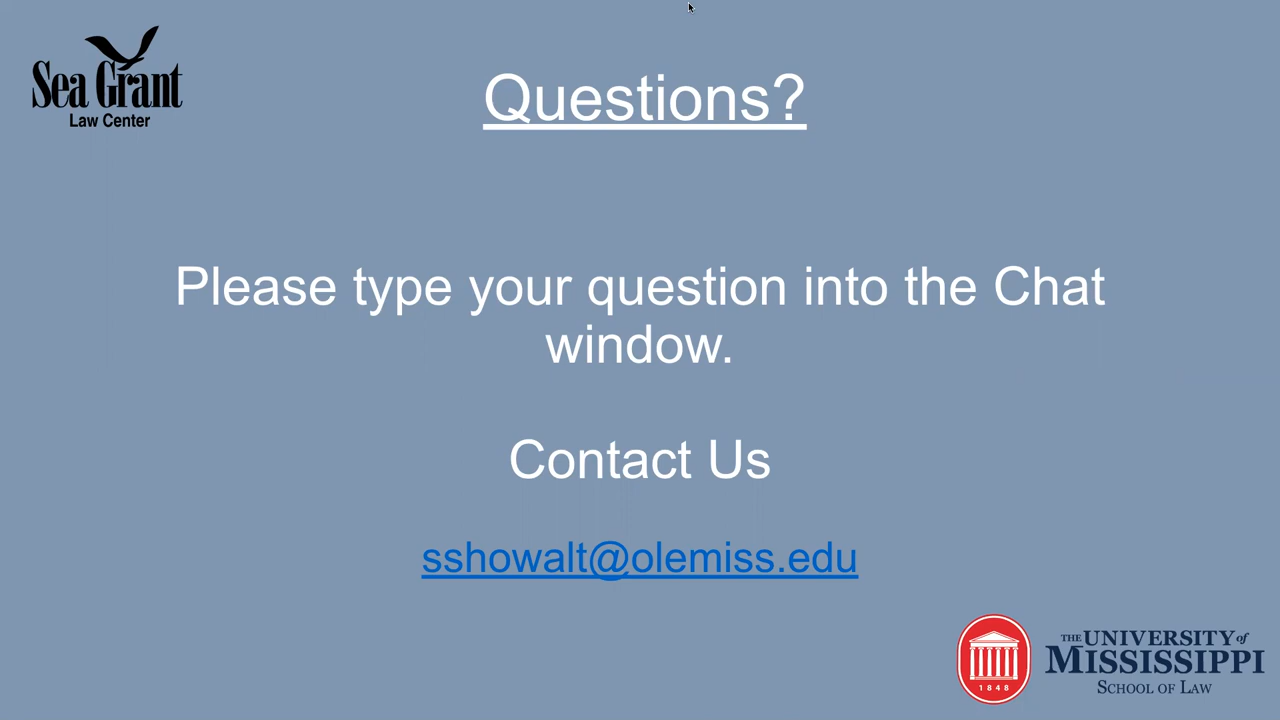 Sea Grant
Law Center
Questions?
Please type your question into the Chat
window.
Contact Us
sshowalt@olemiss.edu
THE UNIVERSITY of
MISSISSIPPI
SCHOOL OF LAW
1848